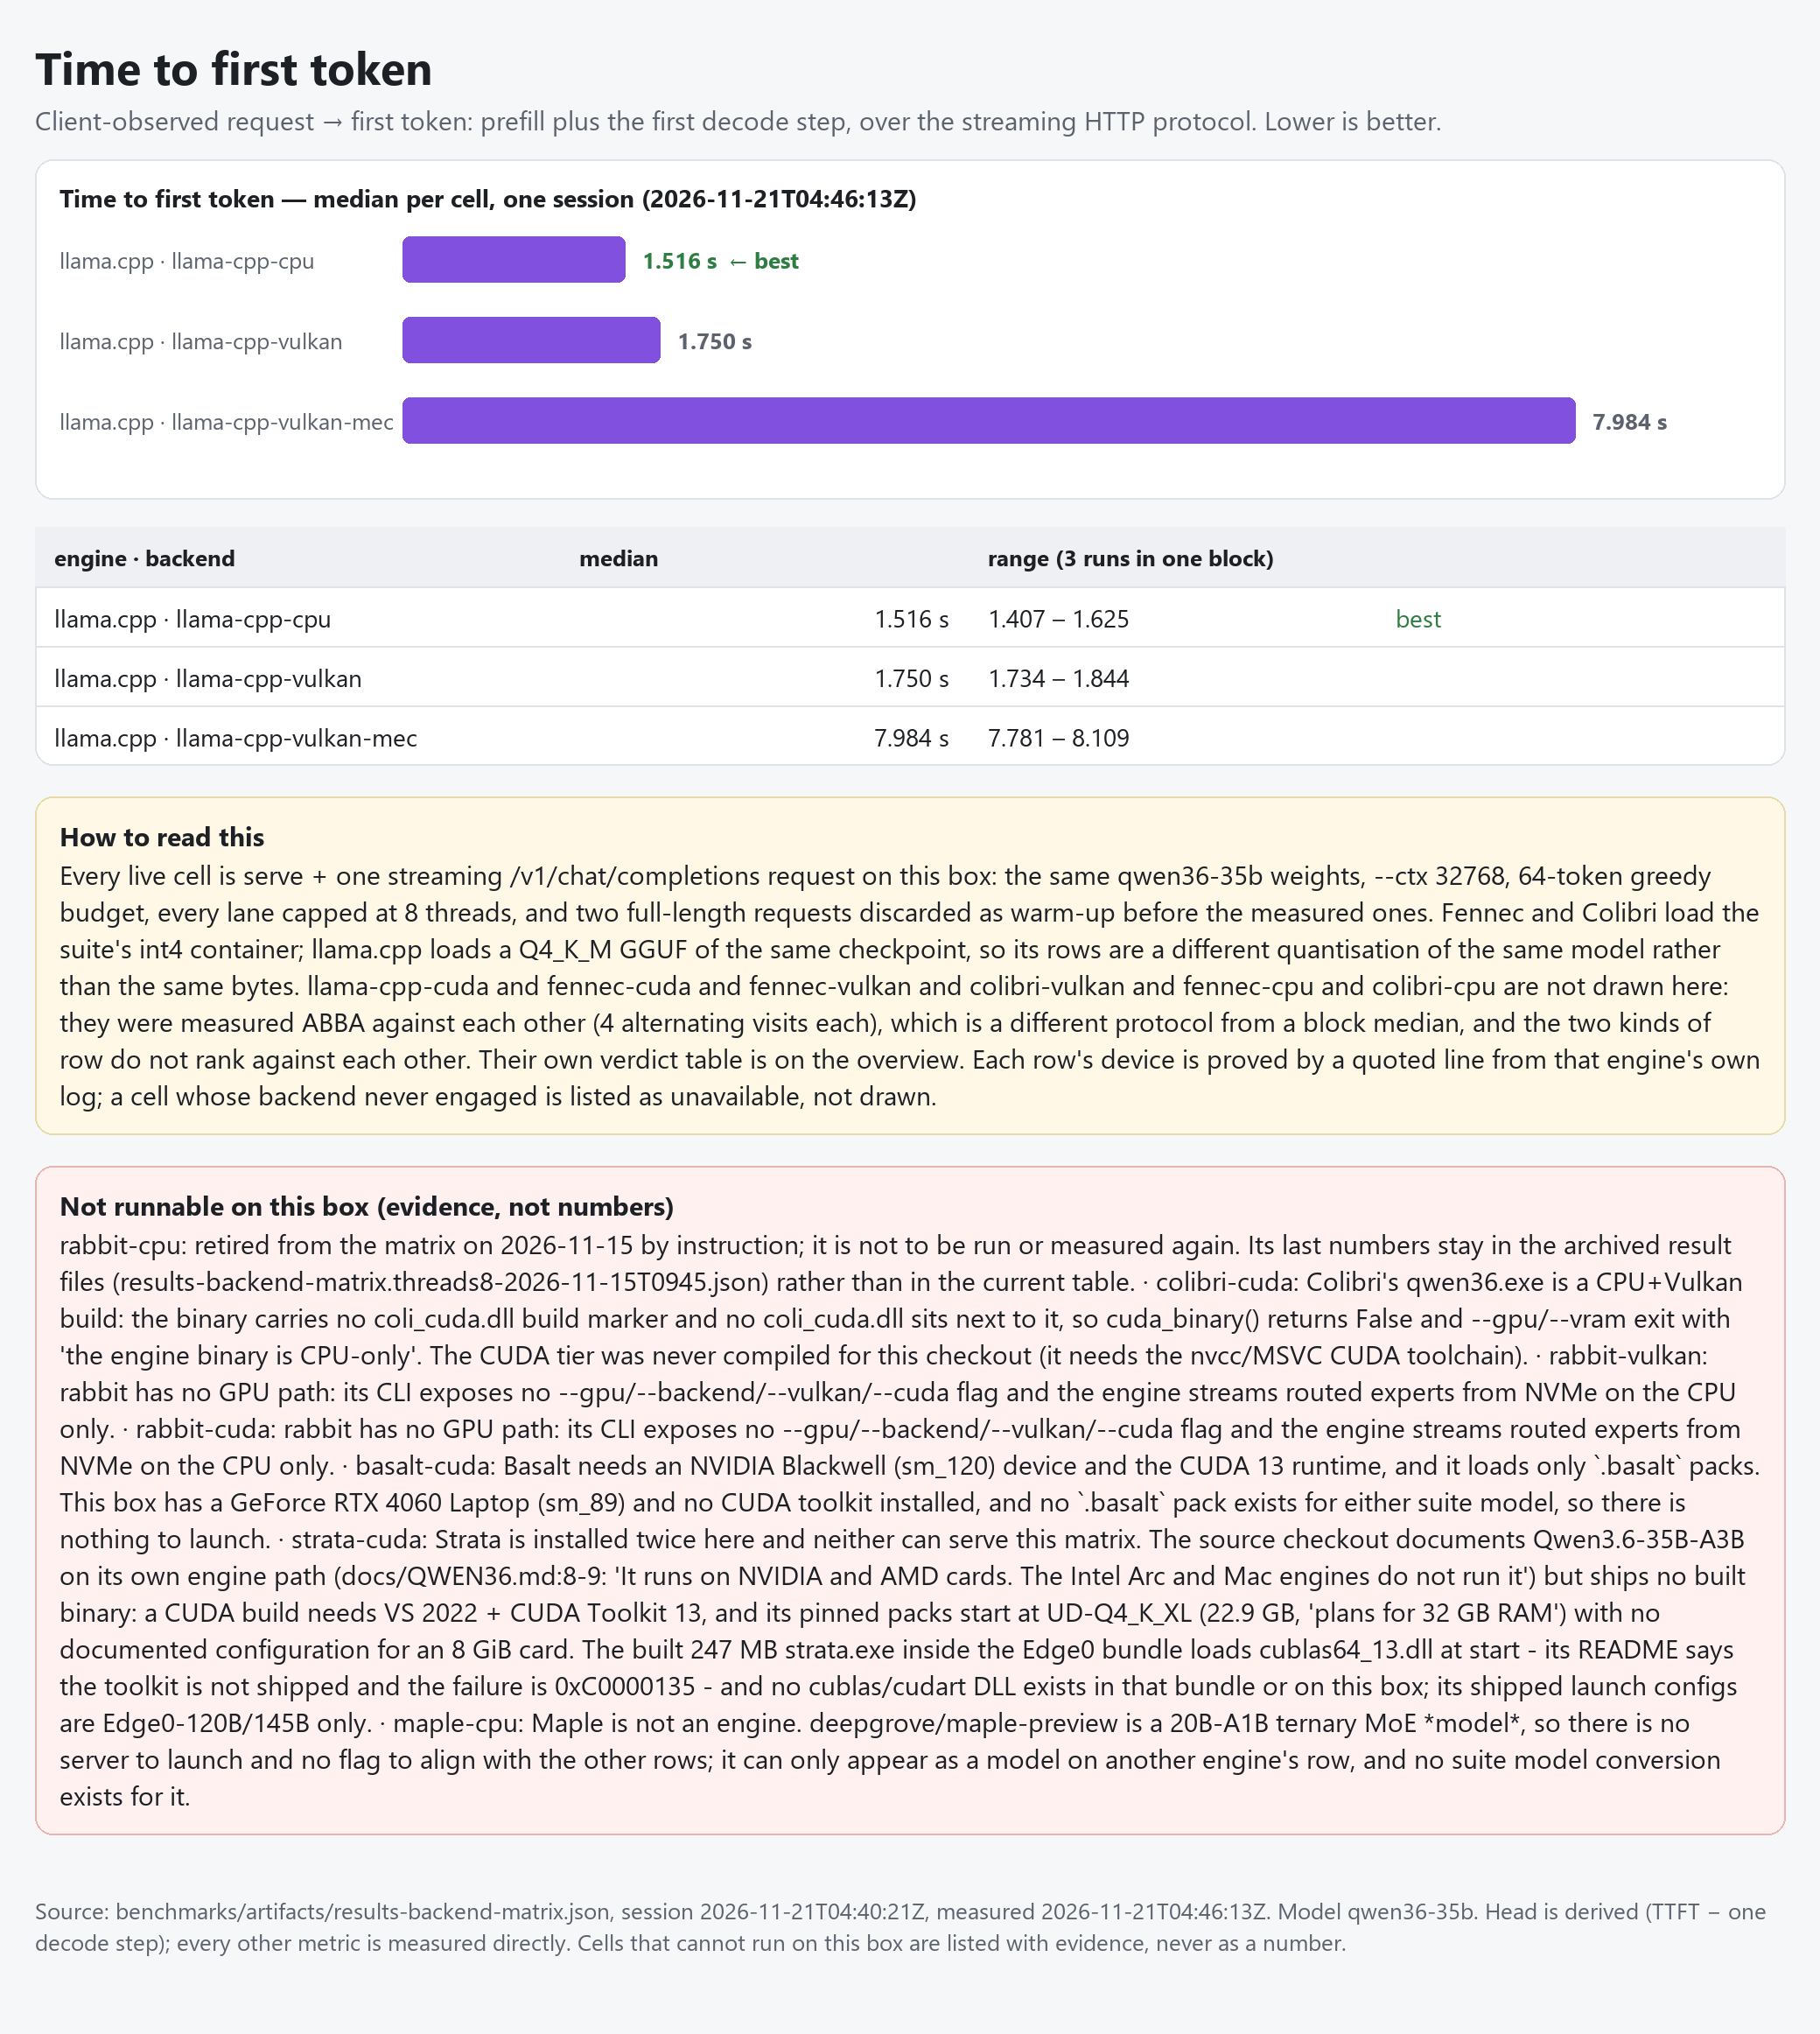 Time to first token
Client-observed request → first token: prefill plus the first decode step, over the streaming HTTP protocol. Lower is better.
Time to first token — median per cell, one session (2026-11-21T04:46:13Z)
llama.cpp · llama-cpp-cpu 1.516 s ← best
llama.cpp · llama-cpp-vulkan 1.750 s
llama.cpp · llama-cpp-vulkan-mec 7.984 s
engine · backend median range (3 runs in one block)
llama.cpp · llama-cpp-cpu 1.516 s 1.407 – 1.625 best
llama.cpp · llama-cpp-vulkan 1.750 s 1.734 – 1.844
llama.cpp · llama-cpp-vulkan-mec 7.984 s 7.781 – 8.109
How to read this
Every live cell is serve + one streaming /v1/chat/completions request on this box: the same qwen36-35b weights, --ctx 32768, 64-token greedy
budget, every lane capped at 8 threads, and two full-length requests discarded as warm-up before the measured ones. Fennec and Colibri load the
suite's int4 container; llama.cpp loads a Q4_K_M GGUF of the same checkpoint, so its rows are a different quantisation of the same model rather
than the same bytes. llama-cpp-cuda and fennec-cuda and fennec-vulkan and colibri-vulkan and fennec-cpu and colibri-cpu are not drawn here:
they were measured ABBA against each other (4 alternating visits each), which is a different protocol from a block median, and the two kinds of
row do not rank against each other. Their own verdict table is on the overview. Each row's device is proved by a quoted line from that engine's own
log; a cell whose backend never engaged is listed as unavailable, not drawn.
Not runnable on this box (evidence, not numbers)
rabbit-cpu: retired from the matrix on 2026-11-15 by instruction; it is not to be run or measured again. Its last numbers stay in the archived result
files (results-backend-matrix.threads8-2026-11-15T0945.json) rather than in the current table. · colibri-cuda: Colibri's qwen36.exe is a CPU+Vulkan
build: the binary carries no coli_cuda.dll build marker and no coli_cuda.dll sits next to it, so cuda_binary() returns False and --gpu/--vram exit with
'the engine binary is CPU-only'. The CUDA tier was never compiled for this checkout (it needs the nvcc/MSVC CUDA toolchain). · rabbit-vulkan:
rabbit has no GPU path: its CLI exposes no --gpu/--backend/--vulkan/--cuda flag and the engine streams routed experts from NVMe on the CPU
only. · rabbit-cuda: rabbit has no GPU path: its CLI exposes no --gpu/--backend/--vulkan/--cuda flag and the engine streams routed experts from
NVMe on the CPU only. · basalt-cuda: Basalt needs an NVIDIA Blackwell (sm_120) device and the CUDA 13 runtime, and it loads only `.basalt` packs.
This box has a GeForce RTX 4060 Laptop (sm_89) and no CUDA toolkit installed, and no `.basalt` pack exists for either suite model, so there is
nothing to launch. · strata-cuda: Strata is installed twice here and neither can serve this matrix. The source checkout documents Qwen3.6-35B-A3B
on its own engine path (docs/QWEN36.md:8-9: 'It runs on NVIDIA and AMD cards. The Intel Arc and Mac engines do not run it') but ships no built
binary: a CUDA build needs VS 2022 + CUDA Toolkit 13, and its pinned packs start at UD-Q4_K_XL (22.9 GB, 'plans for 32 GB RAM') with no
documented configuration for an 8 GiB card. The built 247 MB strata.exe inside the Edge0 bundle loads cublas64_13.dll at start - its README says
the toolkit is not shipped and the failure is 0xC0000135 - and no cublas/cudart DLL exists in that bundle or on this box; its shipped launch configs
are Edge0-120B/145B only. · maple-cpu: Maple is not an engine. deepgrove/maple-preview is a 20B-A1B ternary MoE *model*, so there is no
server to launch and no flag to align with the other rows; it can only appear as a model on another engine's row, and no suite model conversion
exists for it.
Source: benchmarks/artifacts/results-backend-matrix.json, session 2026-11-21T04:40:21Z, measured 2026-11-21T04:46:13Z. Model qwen36-35b. Head is derived (TTFT − one
decode step); every other metric is measured directly. Cells that cannot run on this box are listed with evidence, never as a number.